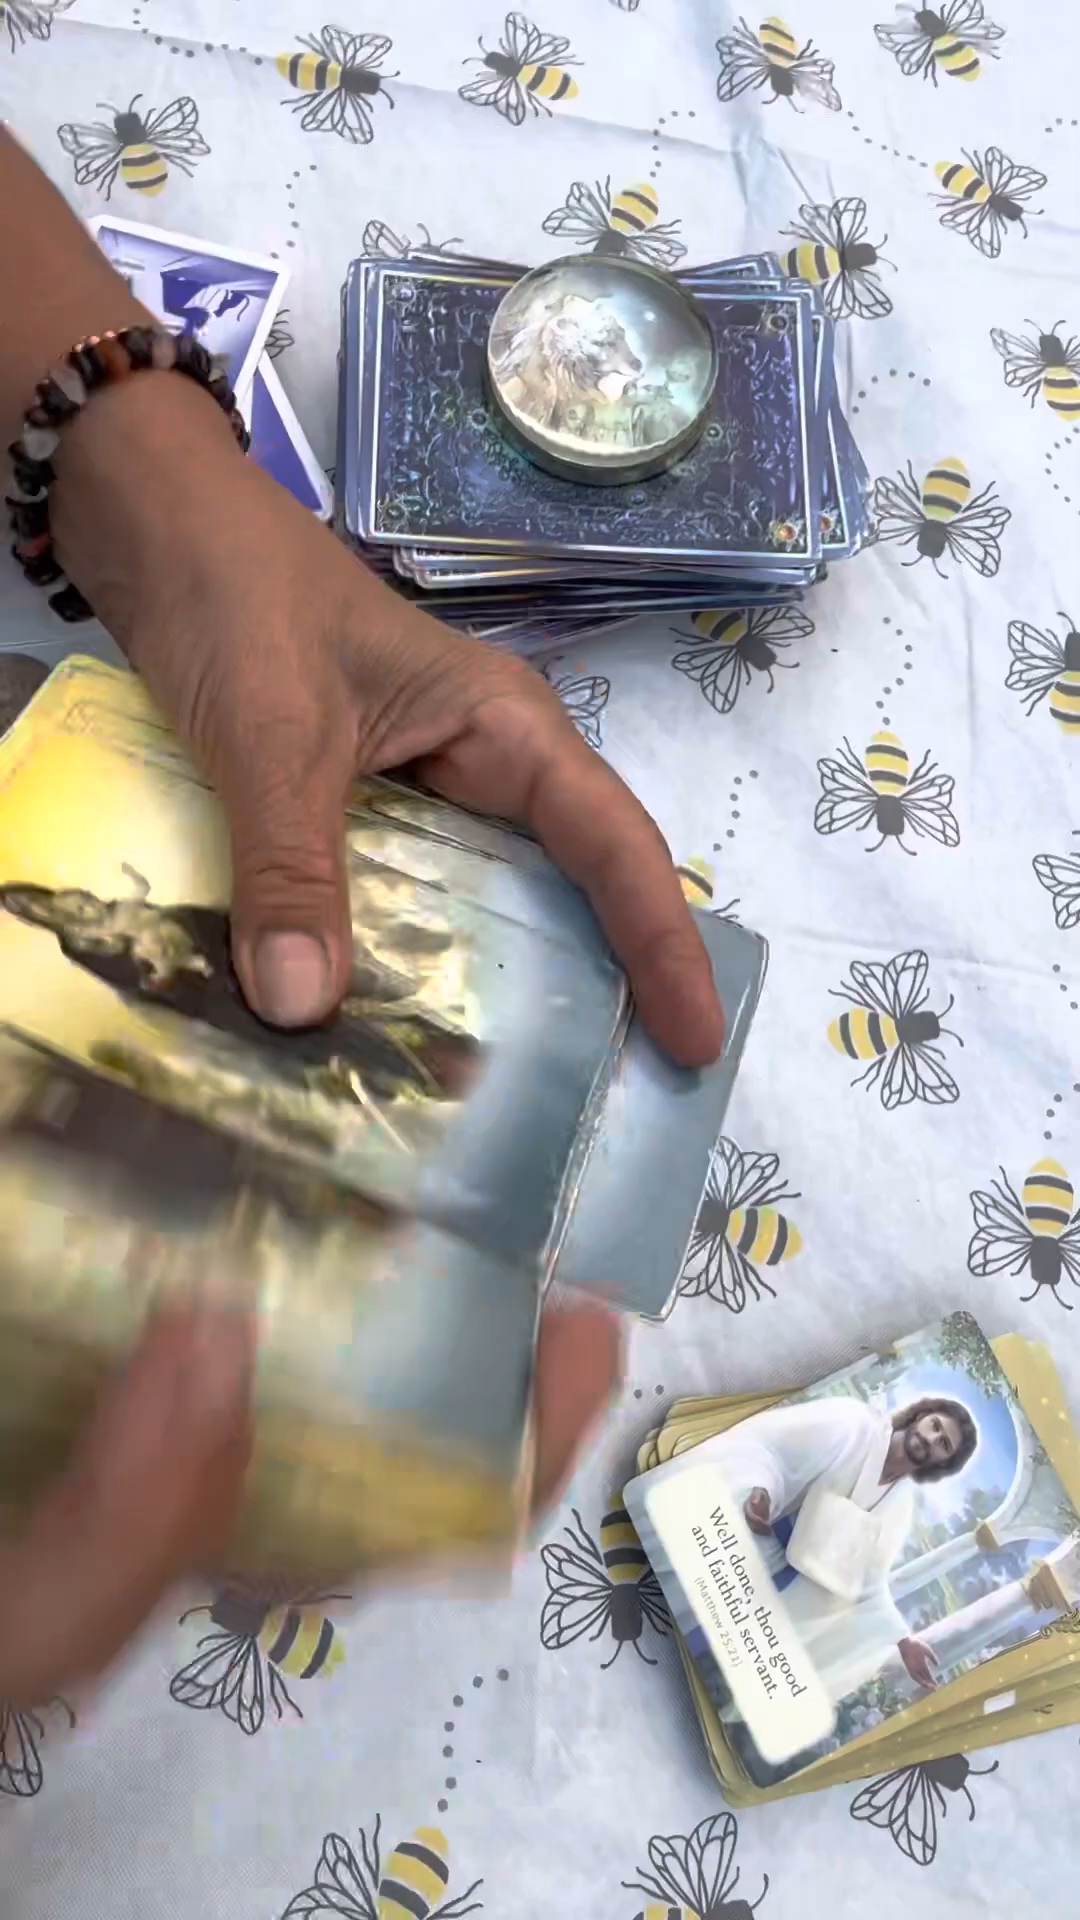 Well done, thou good
and faithful servant.
(Matthew 25:21)